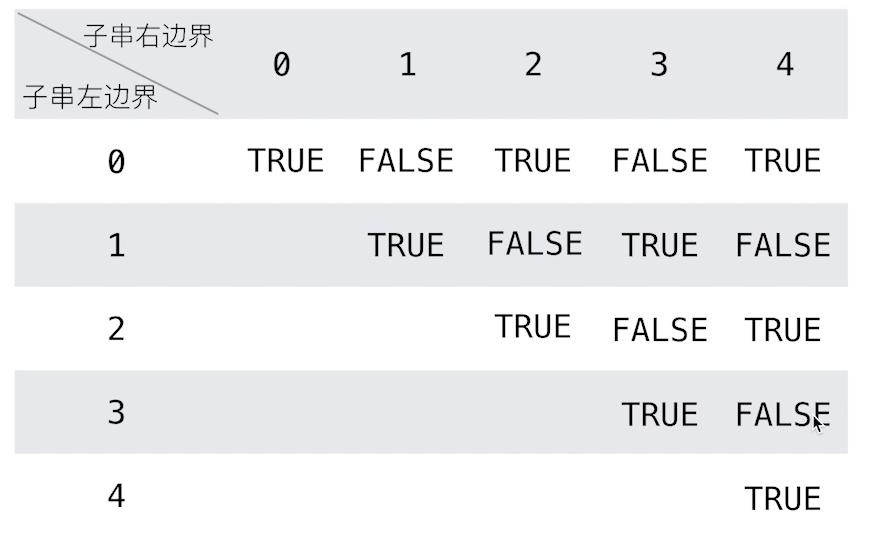 子串右边界
子串左边界
0 1 2 3 4
0 TRUE FALSE TRUE FALSE TRUE
1 TRUE FALSE TRUE FALSE
2 TRUE FALSE TRUE
3 TRUE FALSE
4 TRUE